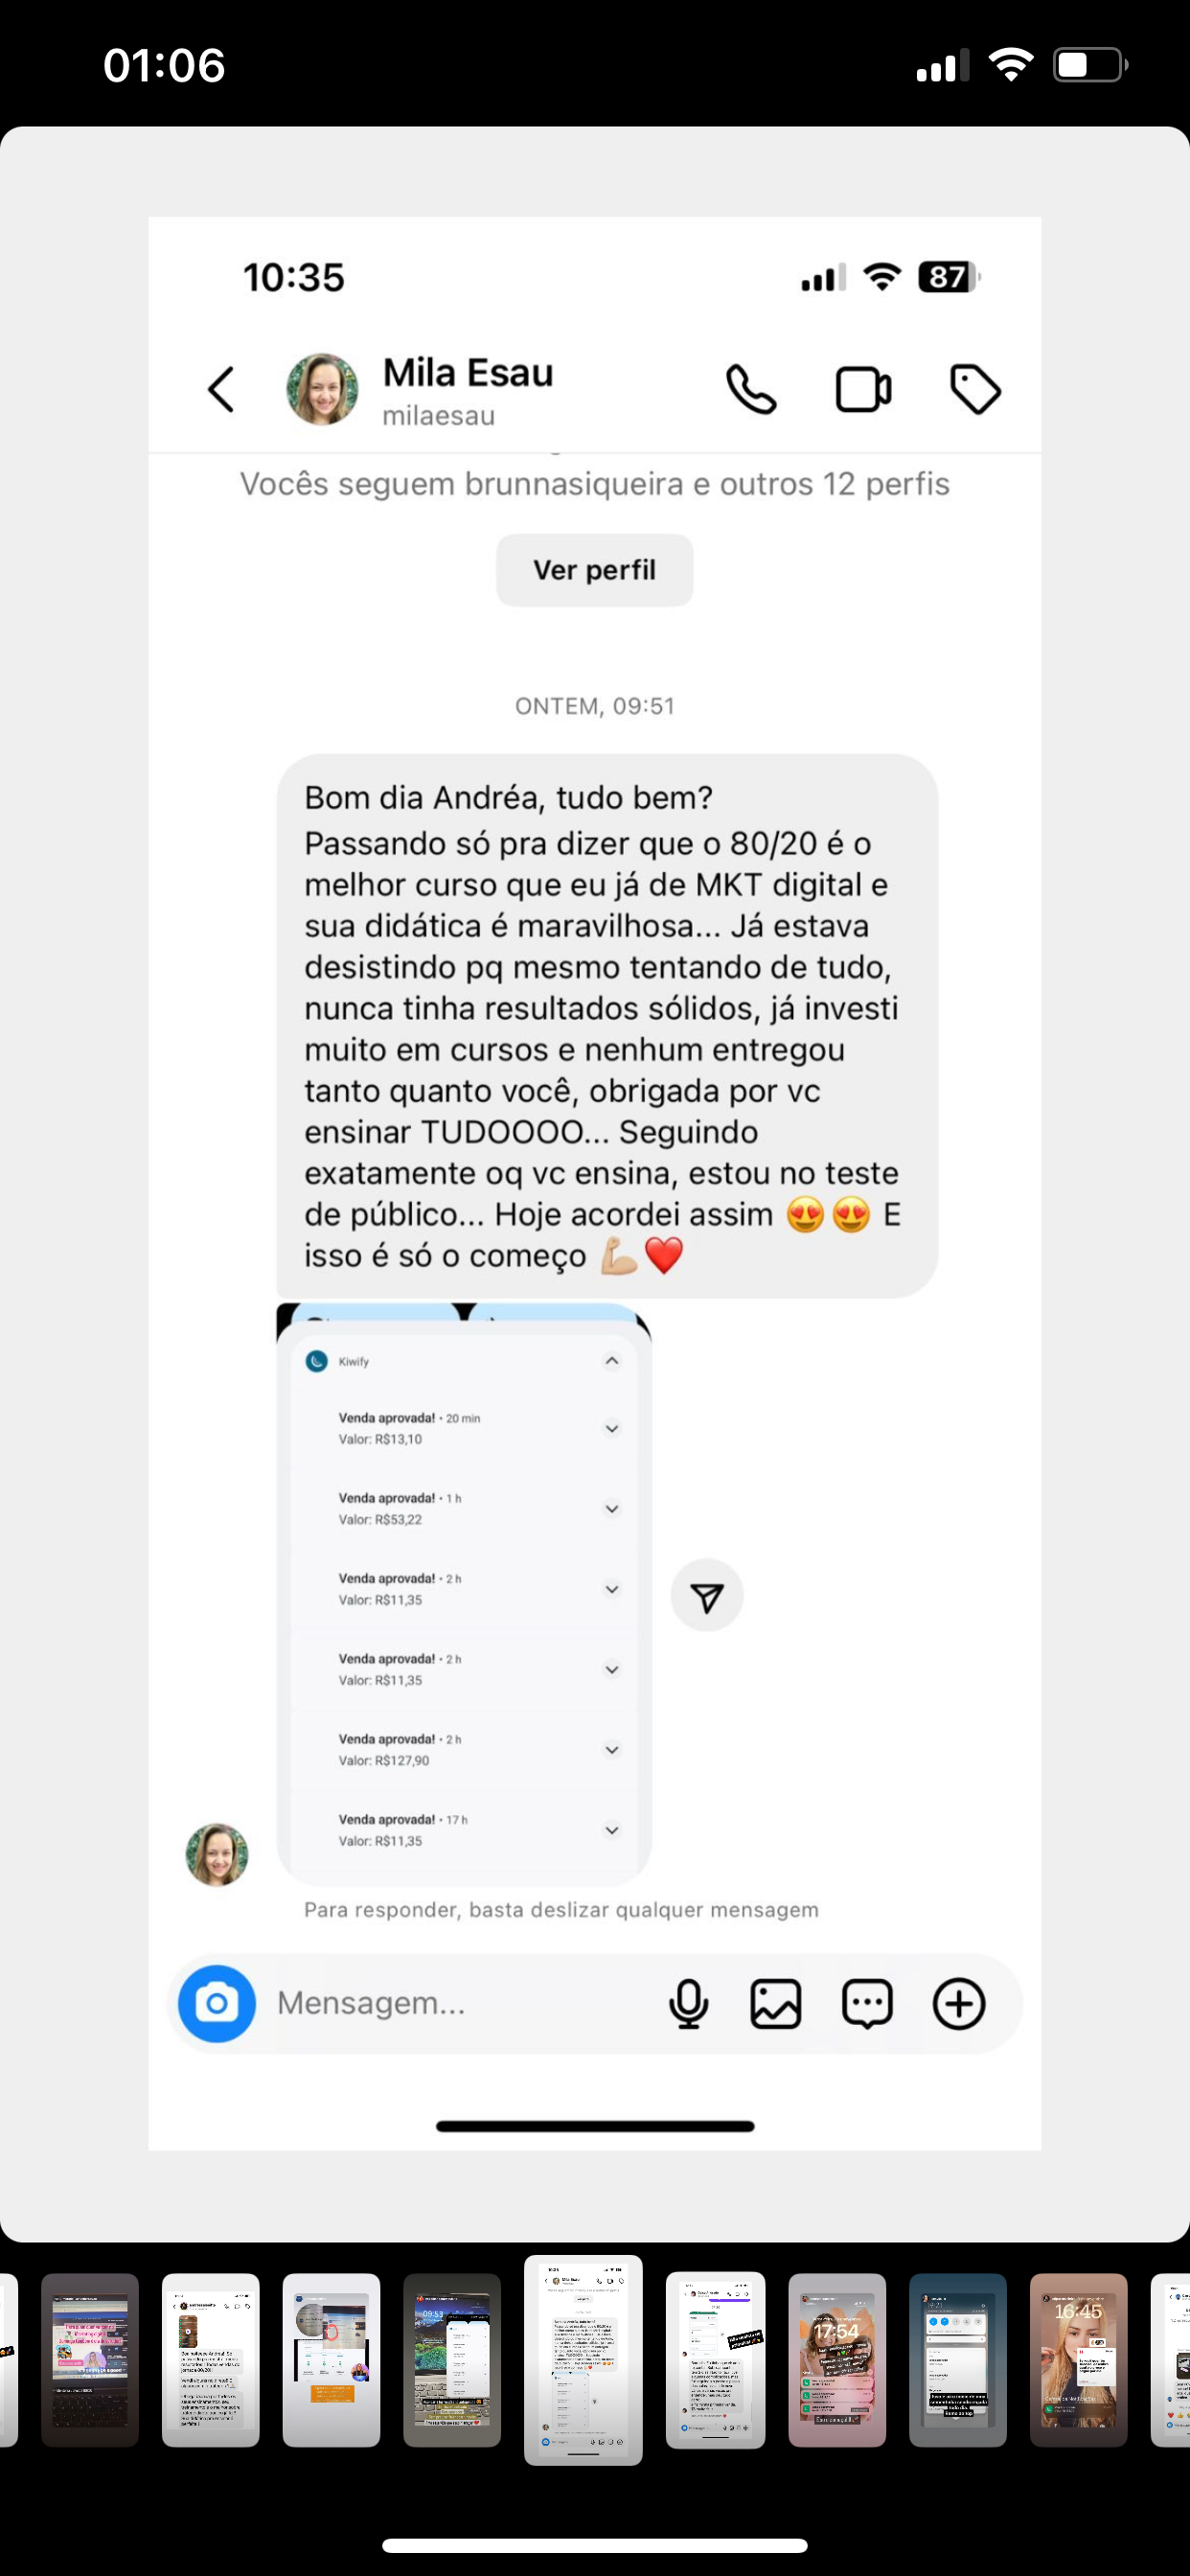 01:06
10:35
87
Mila Esau
milaesau
Vocês seguem brunnasiqueira e outros 12 perfis
Ver perfil
ONTEM, 09:51
Bom dia Andréa, tudo bem?
Passando só pra dizer que o 80/20 é o
melhor curso que eu já de MKT digital e
sua didática é maravilhosa... Já estava
desistindo pq mesmo tentando de tudo,
nunca tinha resultados sólidos, já investi
muito em cursos e nenhum entregou
tanto quanto você, obrigada por vc
ensinar TUDOOOO... Seguindo
exatamente oq vc ensina, estou no teste
de público... Hoje acordei assim 😍😍 E
isso é só o começo 💪🏼❤️
Kiwify
Venda aprovada! • 20 min
Valor: R$13,10
Venda aprovada! • 1 h
Valor: R$53,22
Venda aprovada! • 2 h
Valor: R$11,35
Venda aprovada! • 2 h
Valor: R$11,35
Venda aprovada! • 2 h
Valor: R$127,90
Venda aprovada! • 17 h
Valor: R$11,35
Para responder, basta deslizar qualquer mensagem
Mensagem...
09:53
17:54
16:45